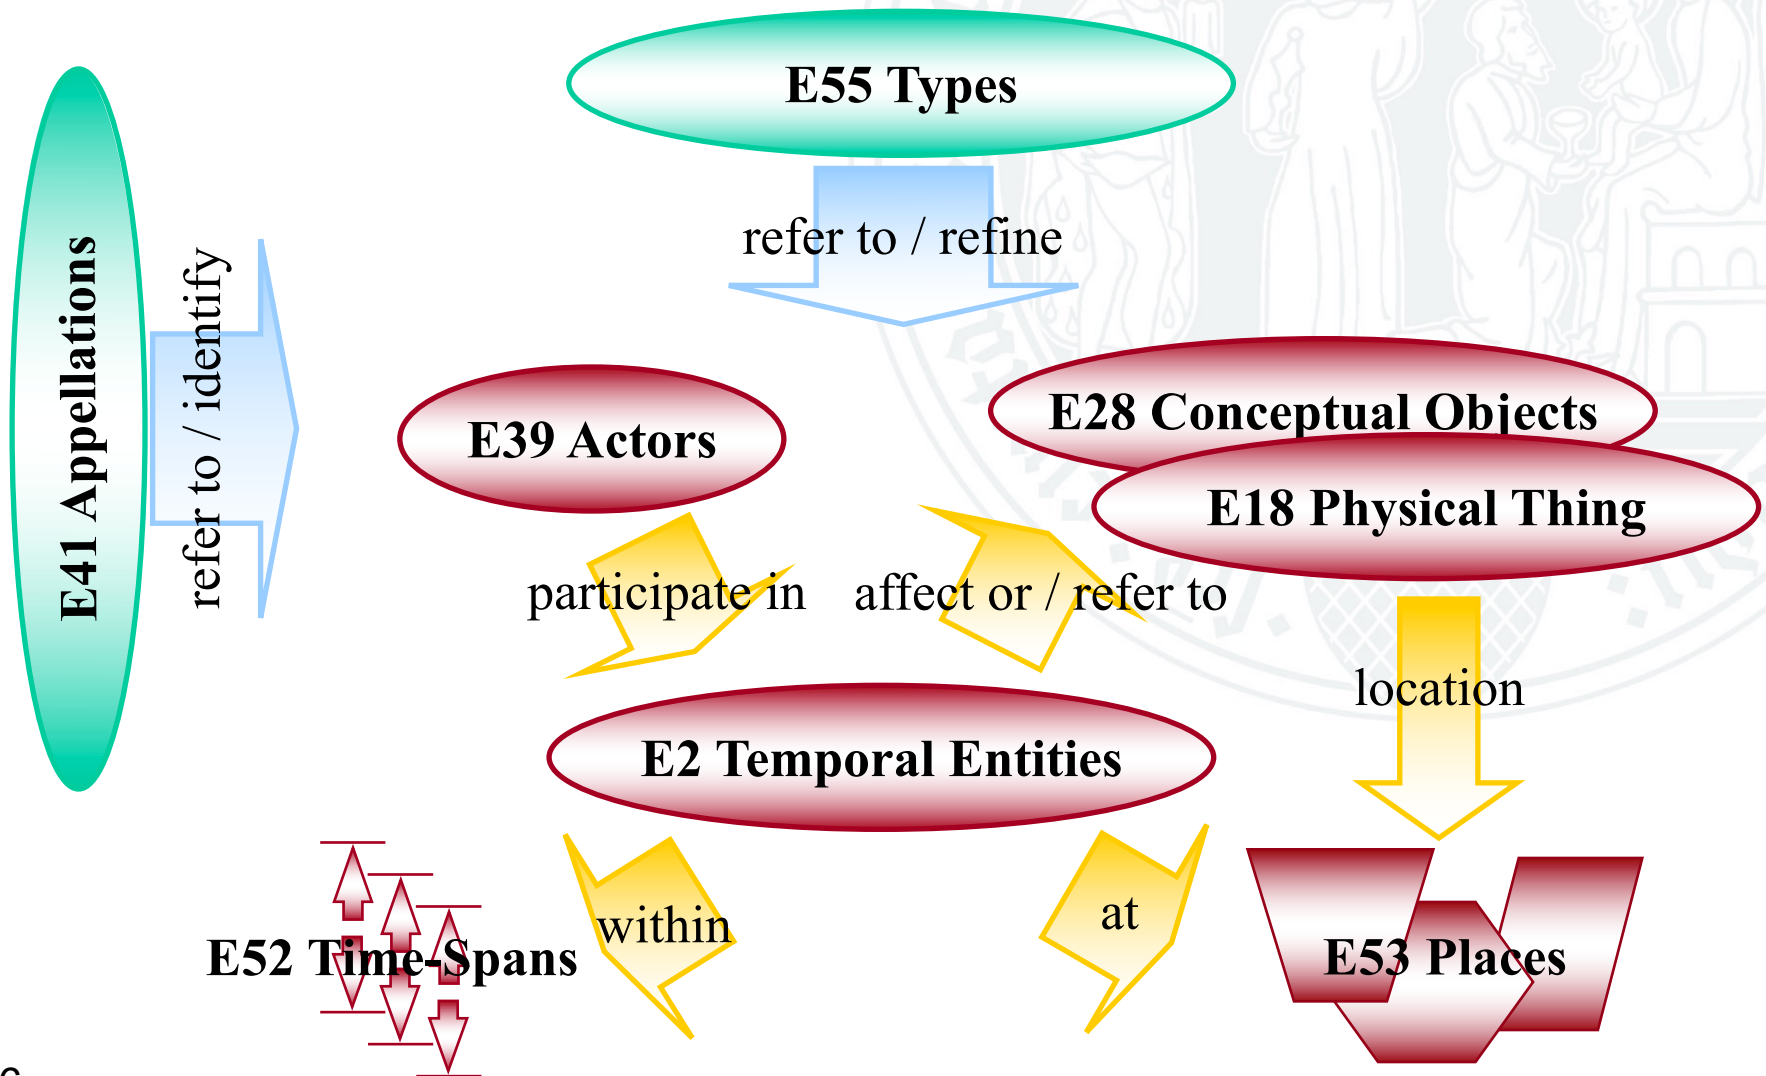 E55 Types
refer to / refine
E41 Appellations
refer to / identify
E39 Actors
E28 Conceptual Objects
E18 Physical Thing
participate in
affect or / refer to
location
E2 Temporal Entities
within
at
E52 Time-Spans
E53 Places